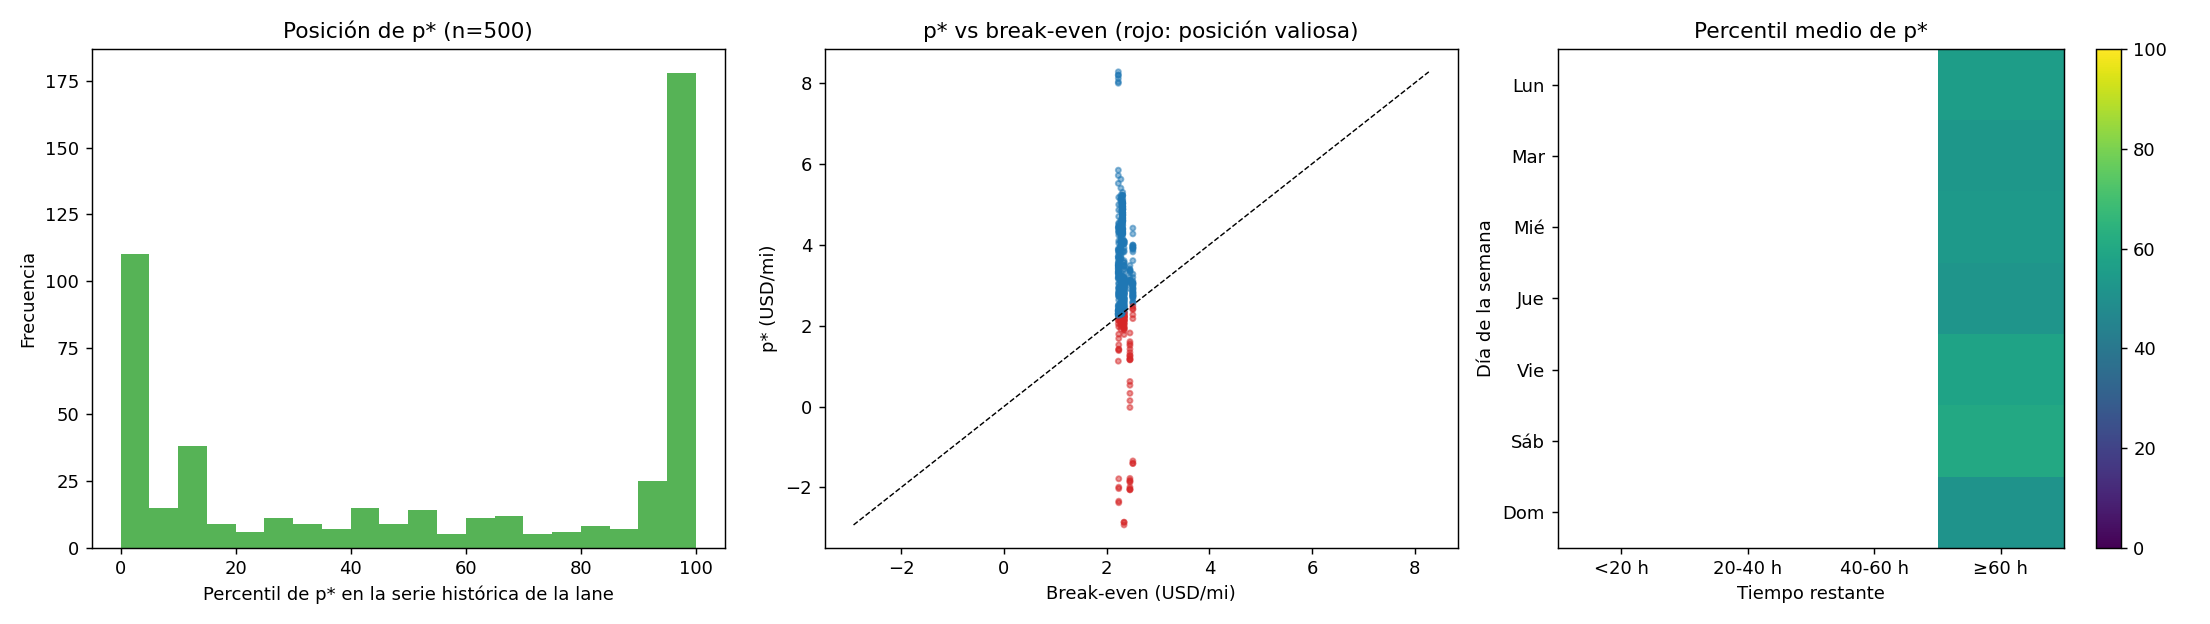 Posición de p* (n=500)
175
150
125
100
75
50
25
0
Frecuencia
0 20 40 60 80 100
Percentil de p* en la serie histórica de la lane
p* vs break-even (rojo: posición valiosa)
8
6
4
2
0
−2
p* (USD/mi)
−2 0 2 4 6 8
Break-even (USD/mi)
Percentil medio de p*
Lun
Mar
Mié
Jue
Vie
Sáb
Dom
Día de la semana
<20 h 20-40 h 40-60 h ≥60 h
Tiempo restante
100
80
60
40
20
0